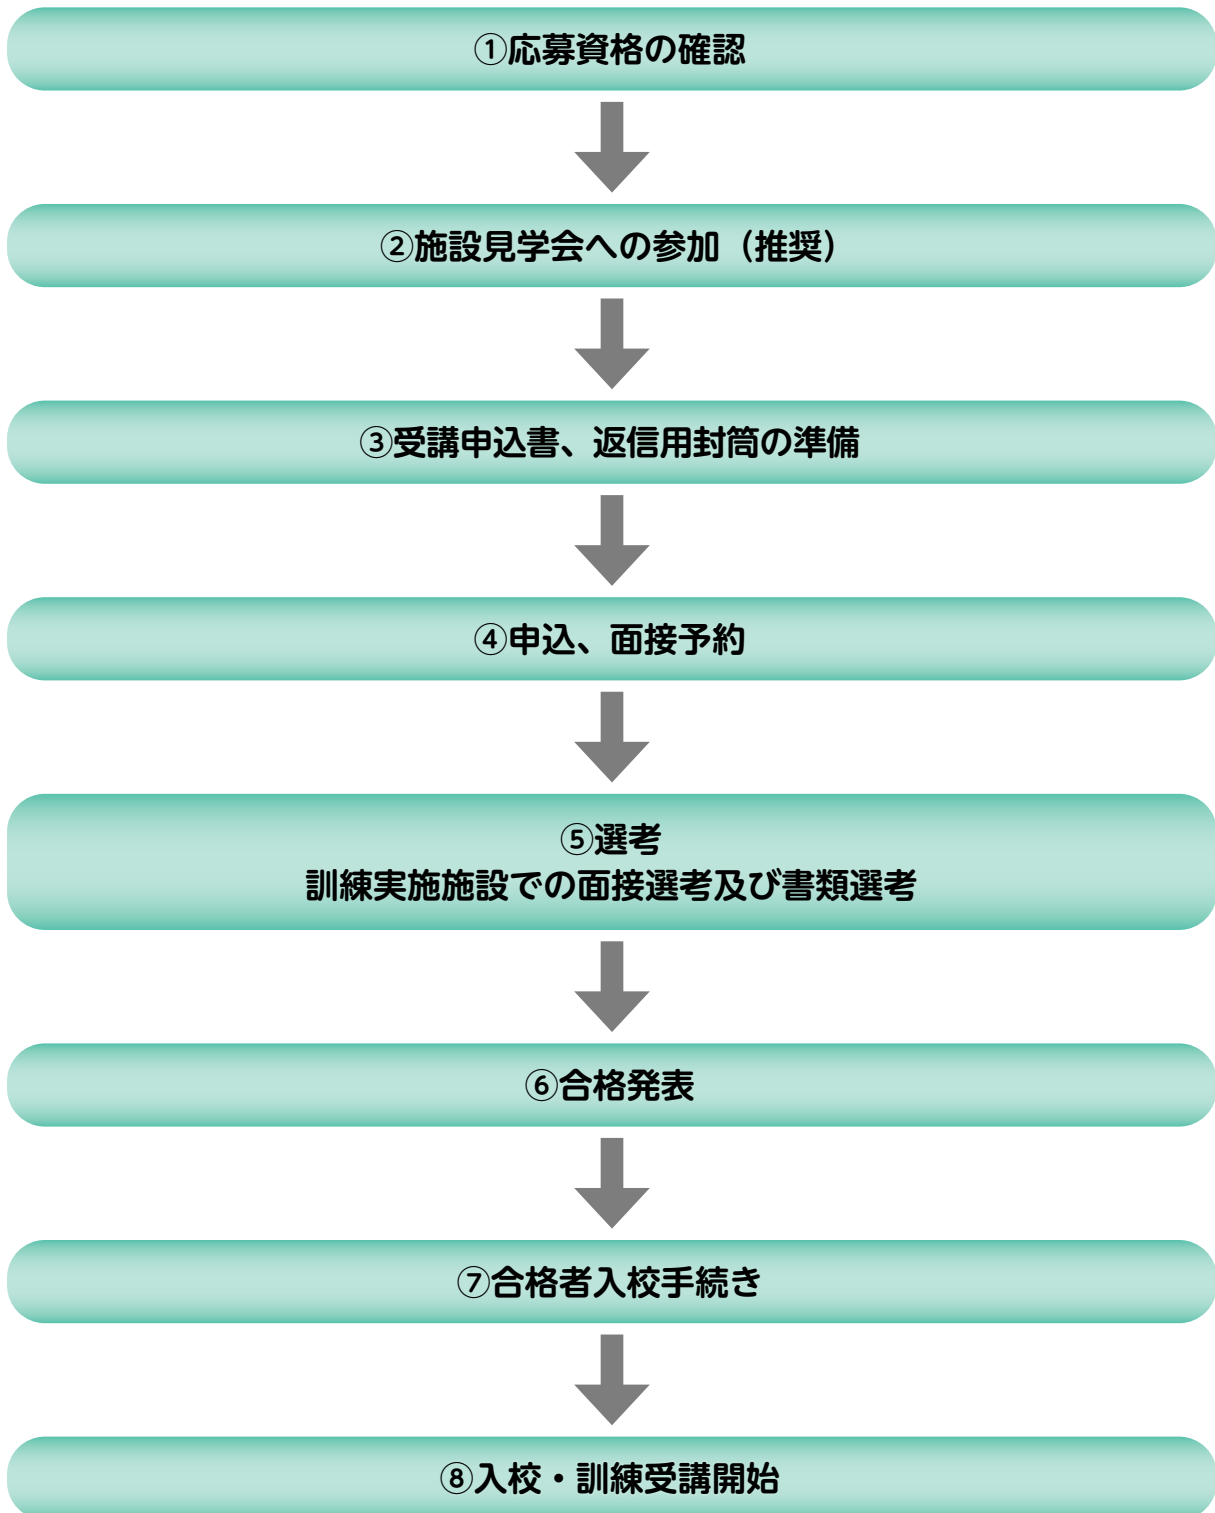 ①応募資格の確認
②施設見学会への参加（推奨）
③受講申込書、返信用封筒の準備
④申込、面接予約
⑤選考
訓練実施施設での面接選考及び書類選考
⑥合格発表
⑦合格者入校手続き
⑧入校・訓練受講開始